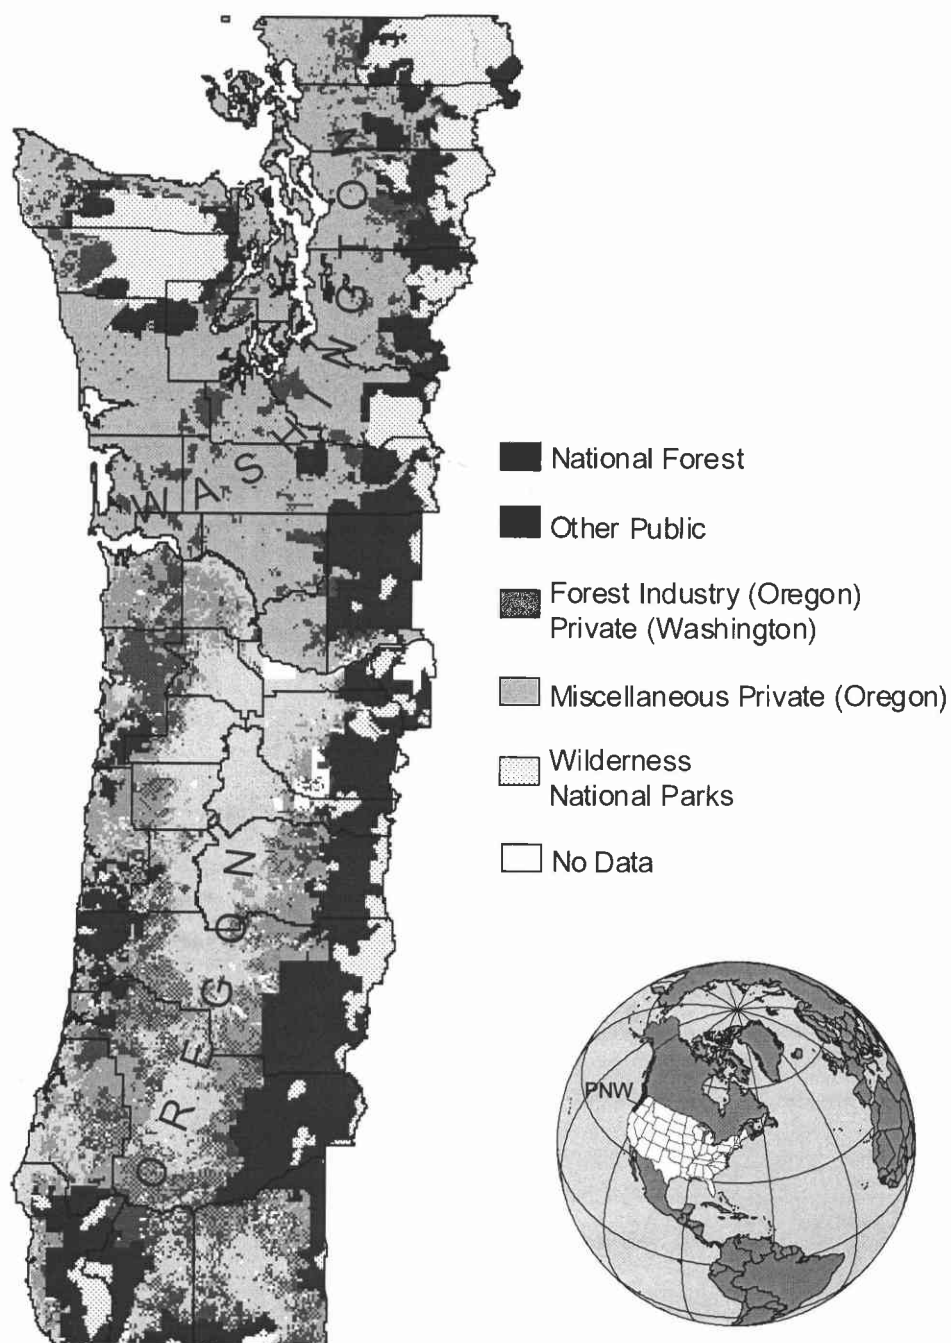 WASHINGTON
OREGON
National Forest
Other Public
Forest Industry (Oregon)
Private (Washington)
Miscellaneous Private (Oregon)
Wilderness
National Parks
No Data
PNW